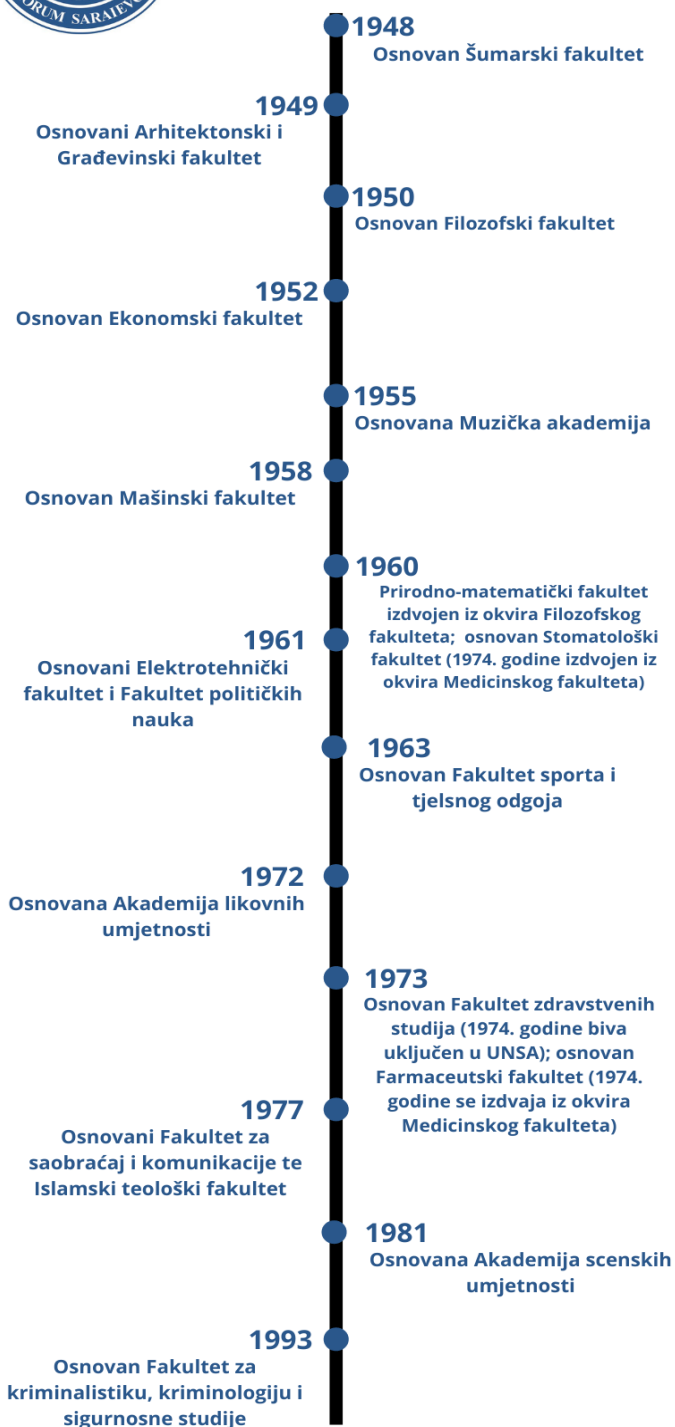 ORUM SARAJEVO
1948
Osnovan Šumarski fakultet
1949
Osnovani Arhitektonski i
Građevinski fakultet
1950
Osnovan Filozofski fakultet
1952
Osnovan Ekonomski fakultet
1955
Osnovana Muzička akademija
1958
Osnovan Mašinski fakultet
1960
Prirodno-matematički fakultet
izdvojen iz okvira Filozofskog
fakulteta; osnovan Stomatološki
fakultet (1974. godine izdvojen iz
okvira Medicinskog fakulteta)
1961
Osnovani Elektrotehnički
fakultet i Fakultet političkih
nauka
1963
Osnovan Fakultet sporta i
tjelsnog odgoja
1972
Osnovana Akademija likovnih
umjetnosti
1973
Osnovan Fakultet zdravstvenih
studija (1974. godine biva
uključen u UNSA); osnovan
Farmaceutski fakultet (1974.
godine se izdvaja iz okvira
Medicinskog fakulteta)
1977
Osnovani Fakultet za
saobraćaj i komunikacije te
Islamski teološki fakultet
1981
Osnovana Akademija scenskih
umjetnosti
1993
Osnovan Fakultet za
kriminalistiku, kriminologiju i
sigurnosne studije